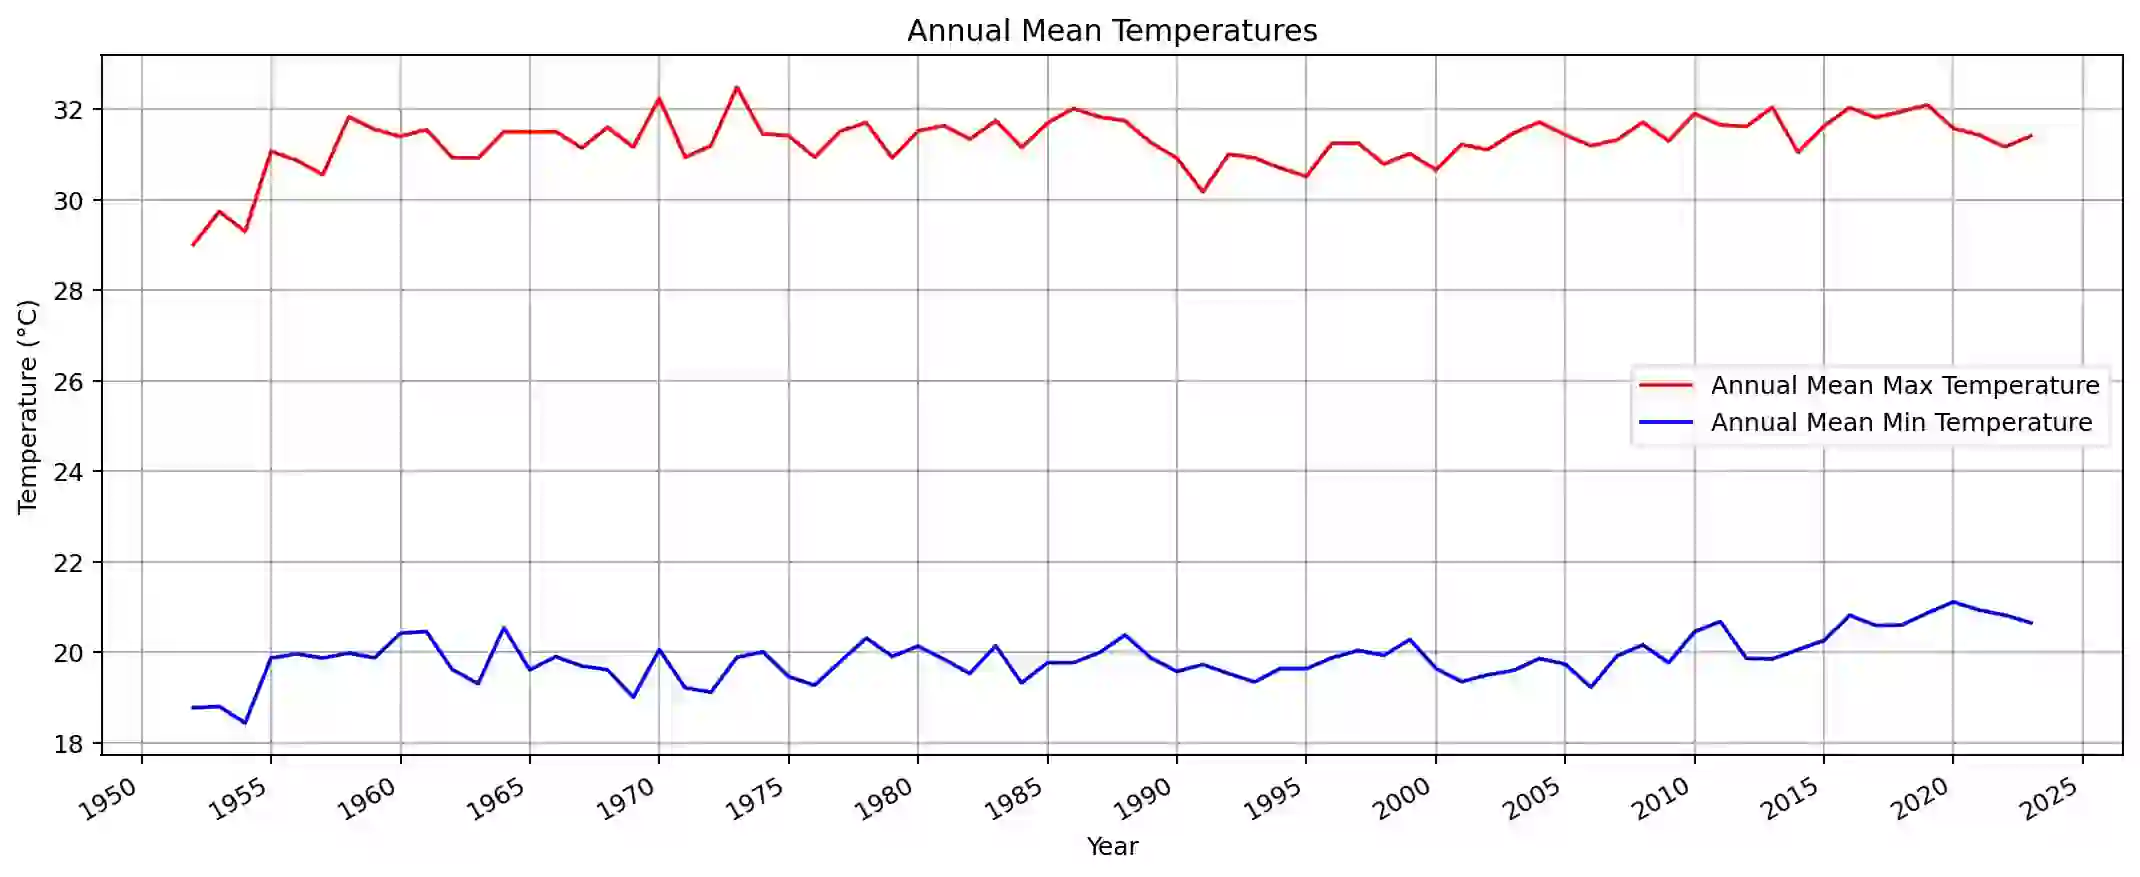 Annual Mean Temperatures
Temperature (°C)
32
30
28
26
24
22
20
18
Annual Mean Max Temperature
Annual Mean Min Temperature
1950 1955 1960 1965 1970 1975 1980 1985 1990 1995 2000 2005 2010 2015 2020 2025
Year